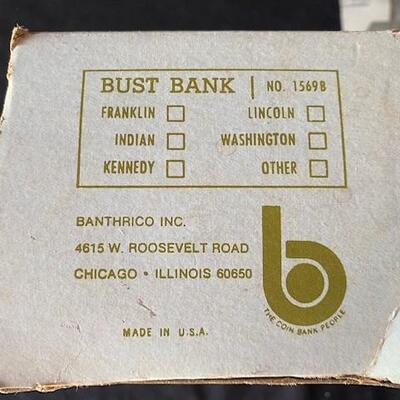 BUST BANK | NO. 1569B
FRANKLIN LINCOLN
INDIAN WASHINGTON
KENNEDY OTHER
BANTHRICO INC.
4615 W. ROOSEVELT ROAD
CHICAGO • ILLINOIS 60650
b
THE COIN BANK PEOPLE
MADE IN U.S.A.